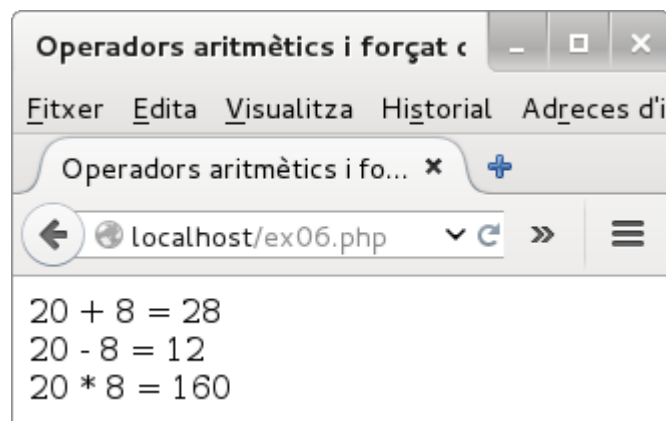 Operadors aritmètics i forçat c
Fitxer Edita Visualitza Historial Adreces d'i
Operadors aritmètics i fo...
localhost/ex06.php
20 + 8 = 28
20 - 8 = 12
20 * 8 = 160